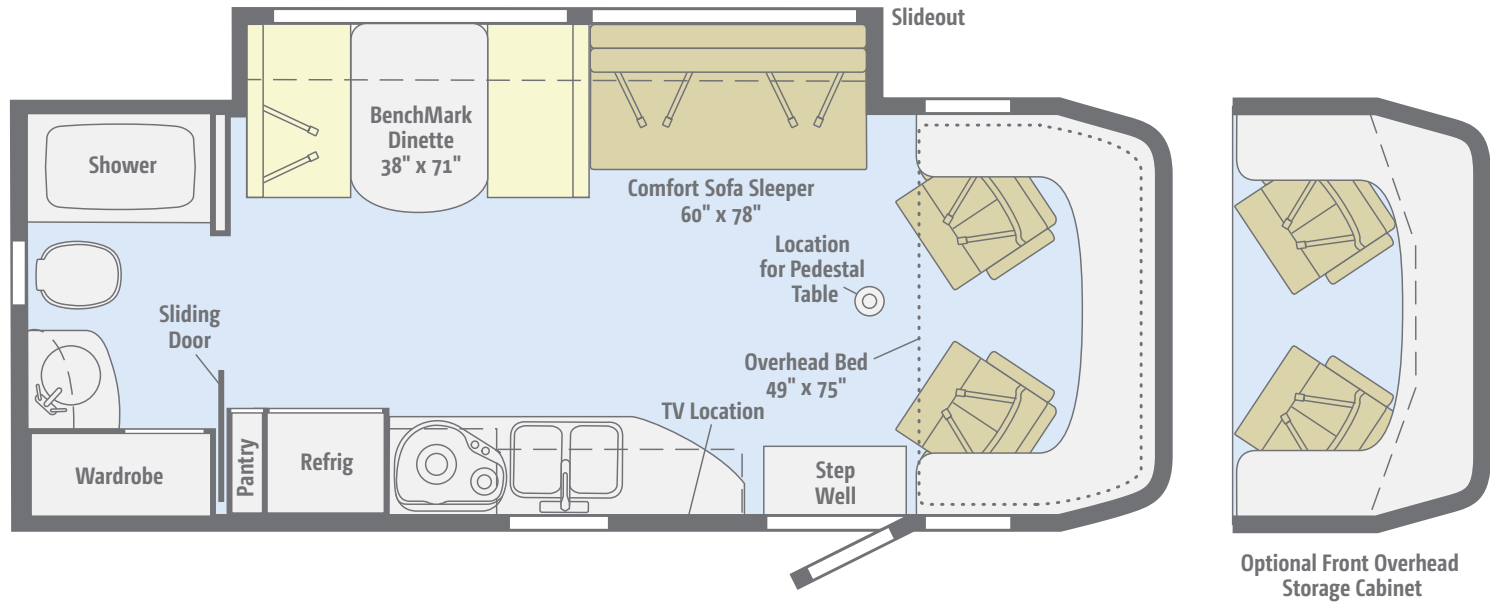 Slideout
BenchMark
Dinette
38" x 71"
Shower
Comfort Sofa Sleeper
60" x 78"
Location
for Pedestal
Table
Sliding
Door
Overhead Bed
49" x 75"
TV Location
Wardrobe
Pantry
Refrig
Step
Well
Optional Front Overhead
Storage Cabinet